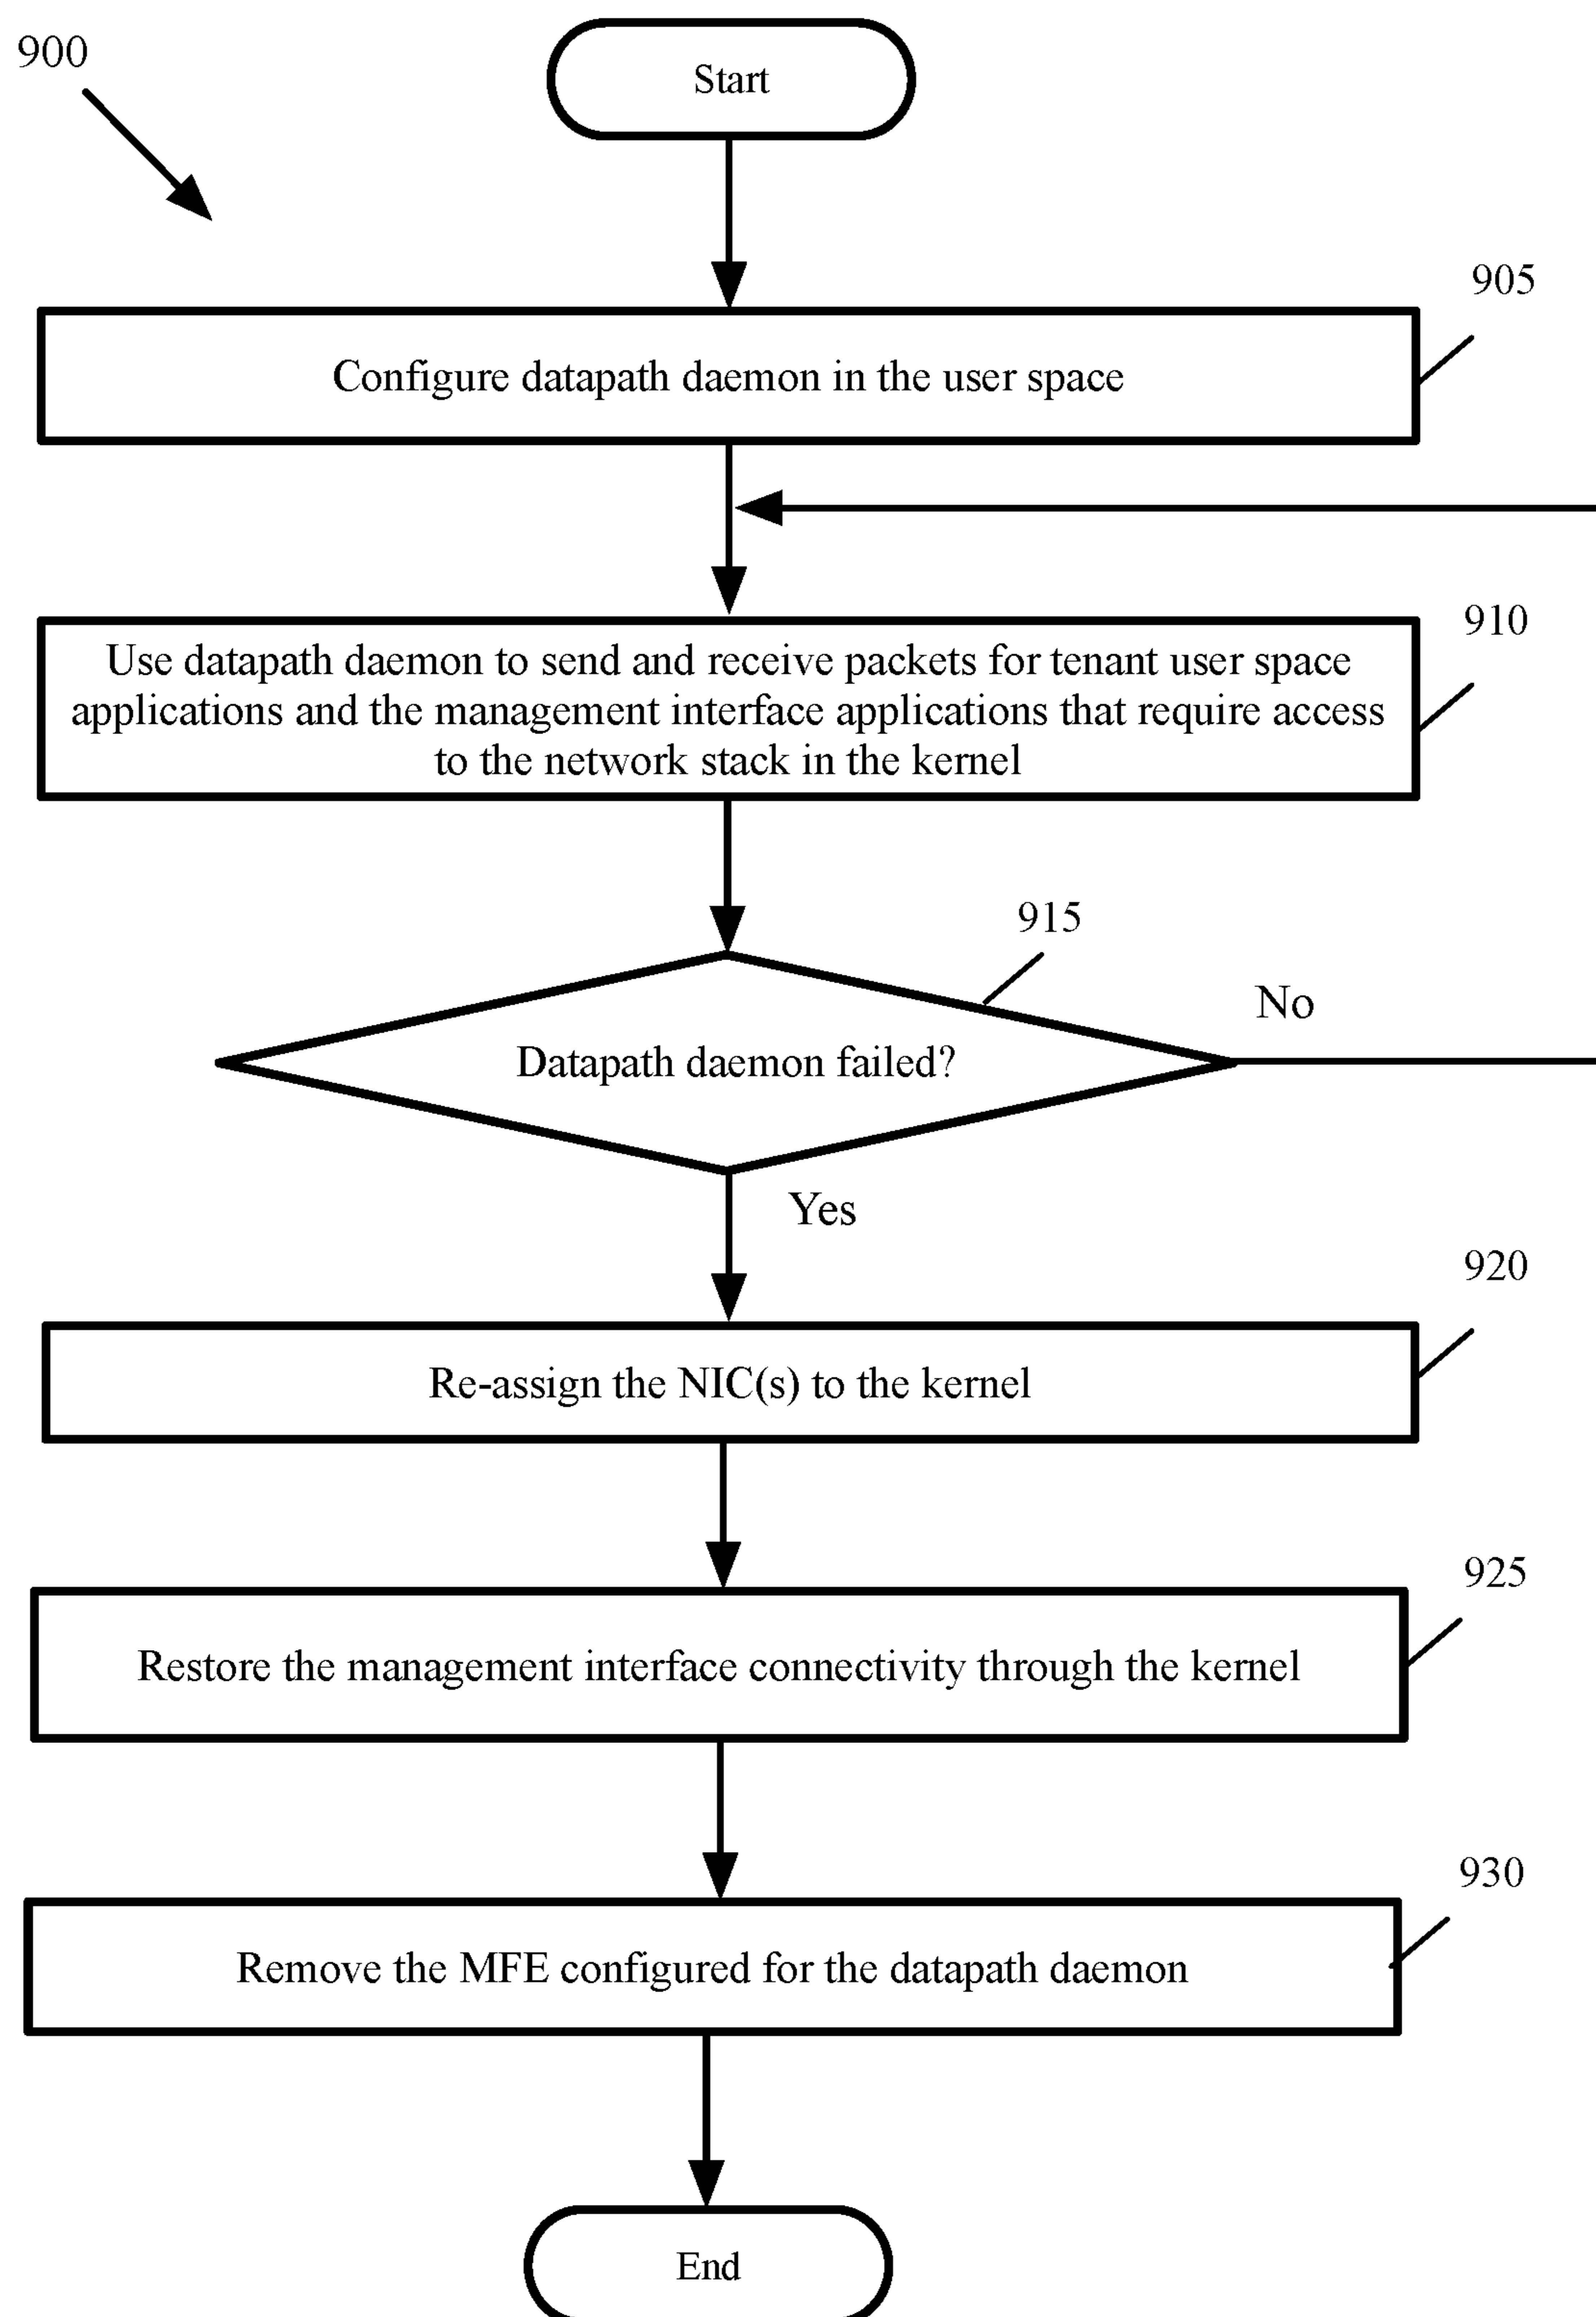 900
Start
905
Configure datapath daemon in the user space
910
Use datapath daemon to send and receive packets for tenant user space
applications and the management interface applications that require access
to the network stack in the kernel
915
No
Datapath daemon failed?
Yes
920
Re-assign the NIC(s) to the kernel
925
Restore the management interface connectivity through the kernel
930
Remove the MFE configured for the datapath daemon
End